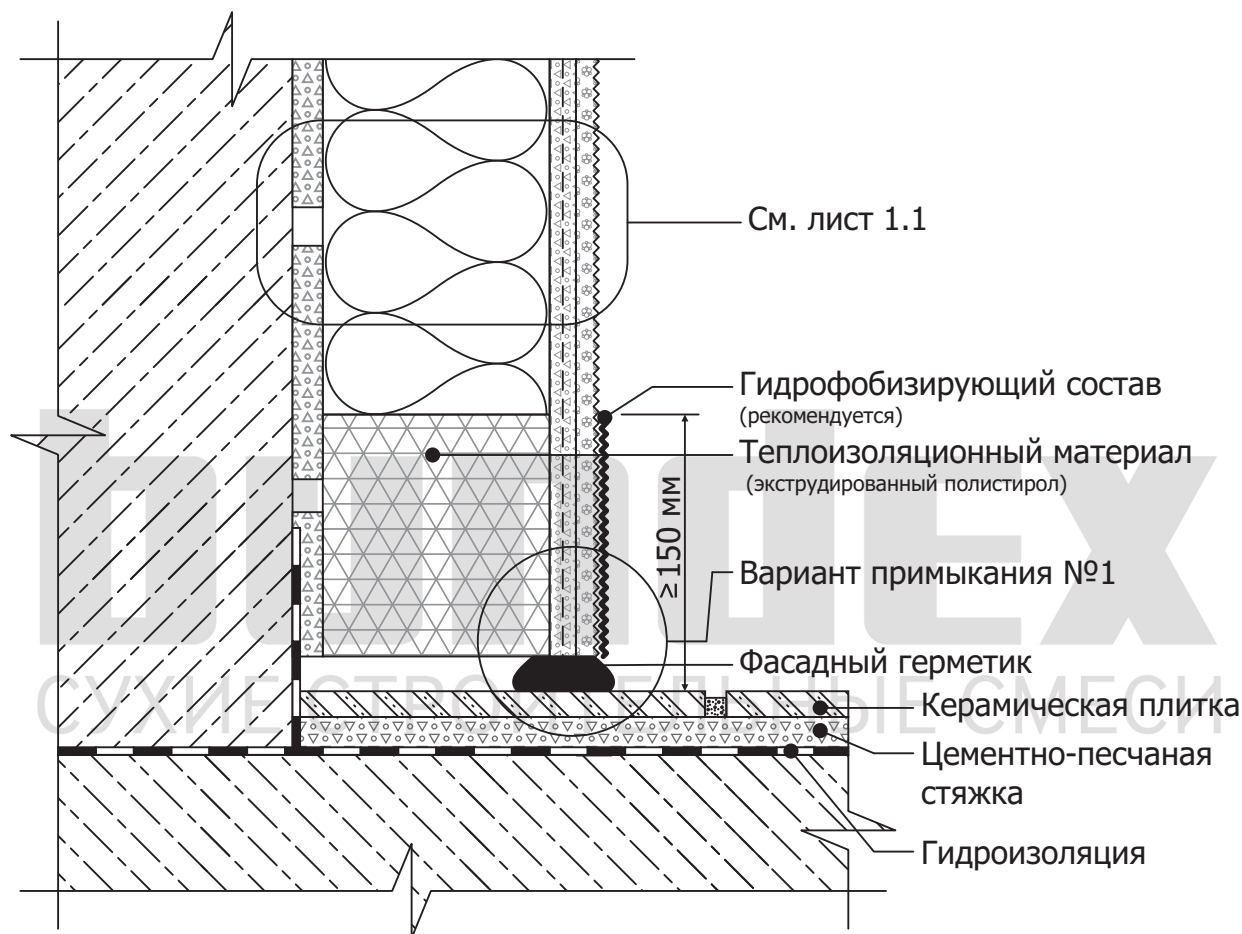 См. лист 1.1
Гидрофобизирующий состав
(рекомендуется)
Теплоизоляционный материал
(экструдированный полистирол)
≥150 мм
Вариант примыкания №1
Фасадный герметик
Керамическая плитка
Цементно-песчаная
стяжка
Гидроизоляция
bundex
СУХИЕ СТРОИТЕЛЬНЫЕ СМЕСИ